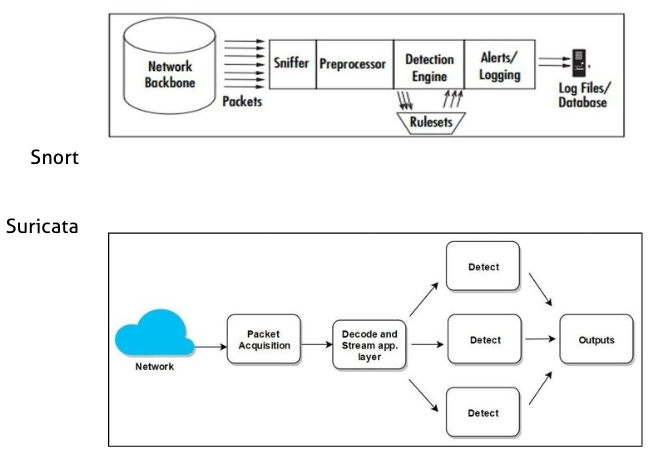 Network
Backbone
Packets
Sniffer
Preprocessor
Detection
Engine
Alerts/
Logging
Rulesets
Log Files/
Database
Snort
Suricata
Network
Packet
Acquisition
Decode and
Stream app.
layer
Detect
Detect
Detect
Outputs